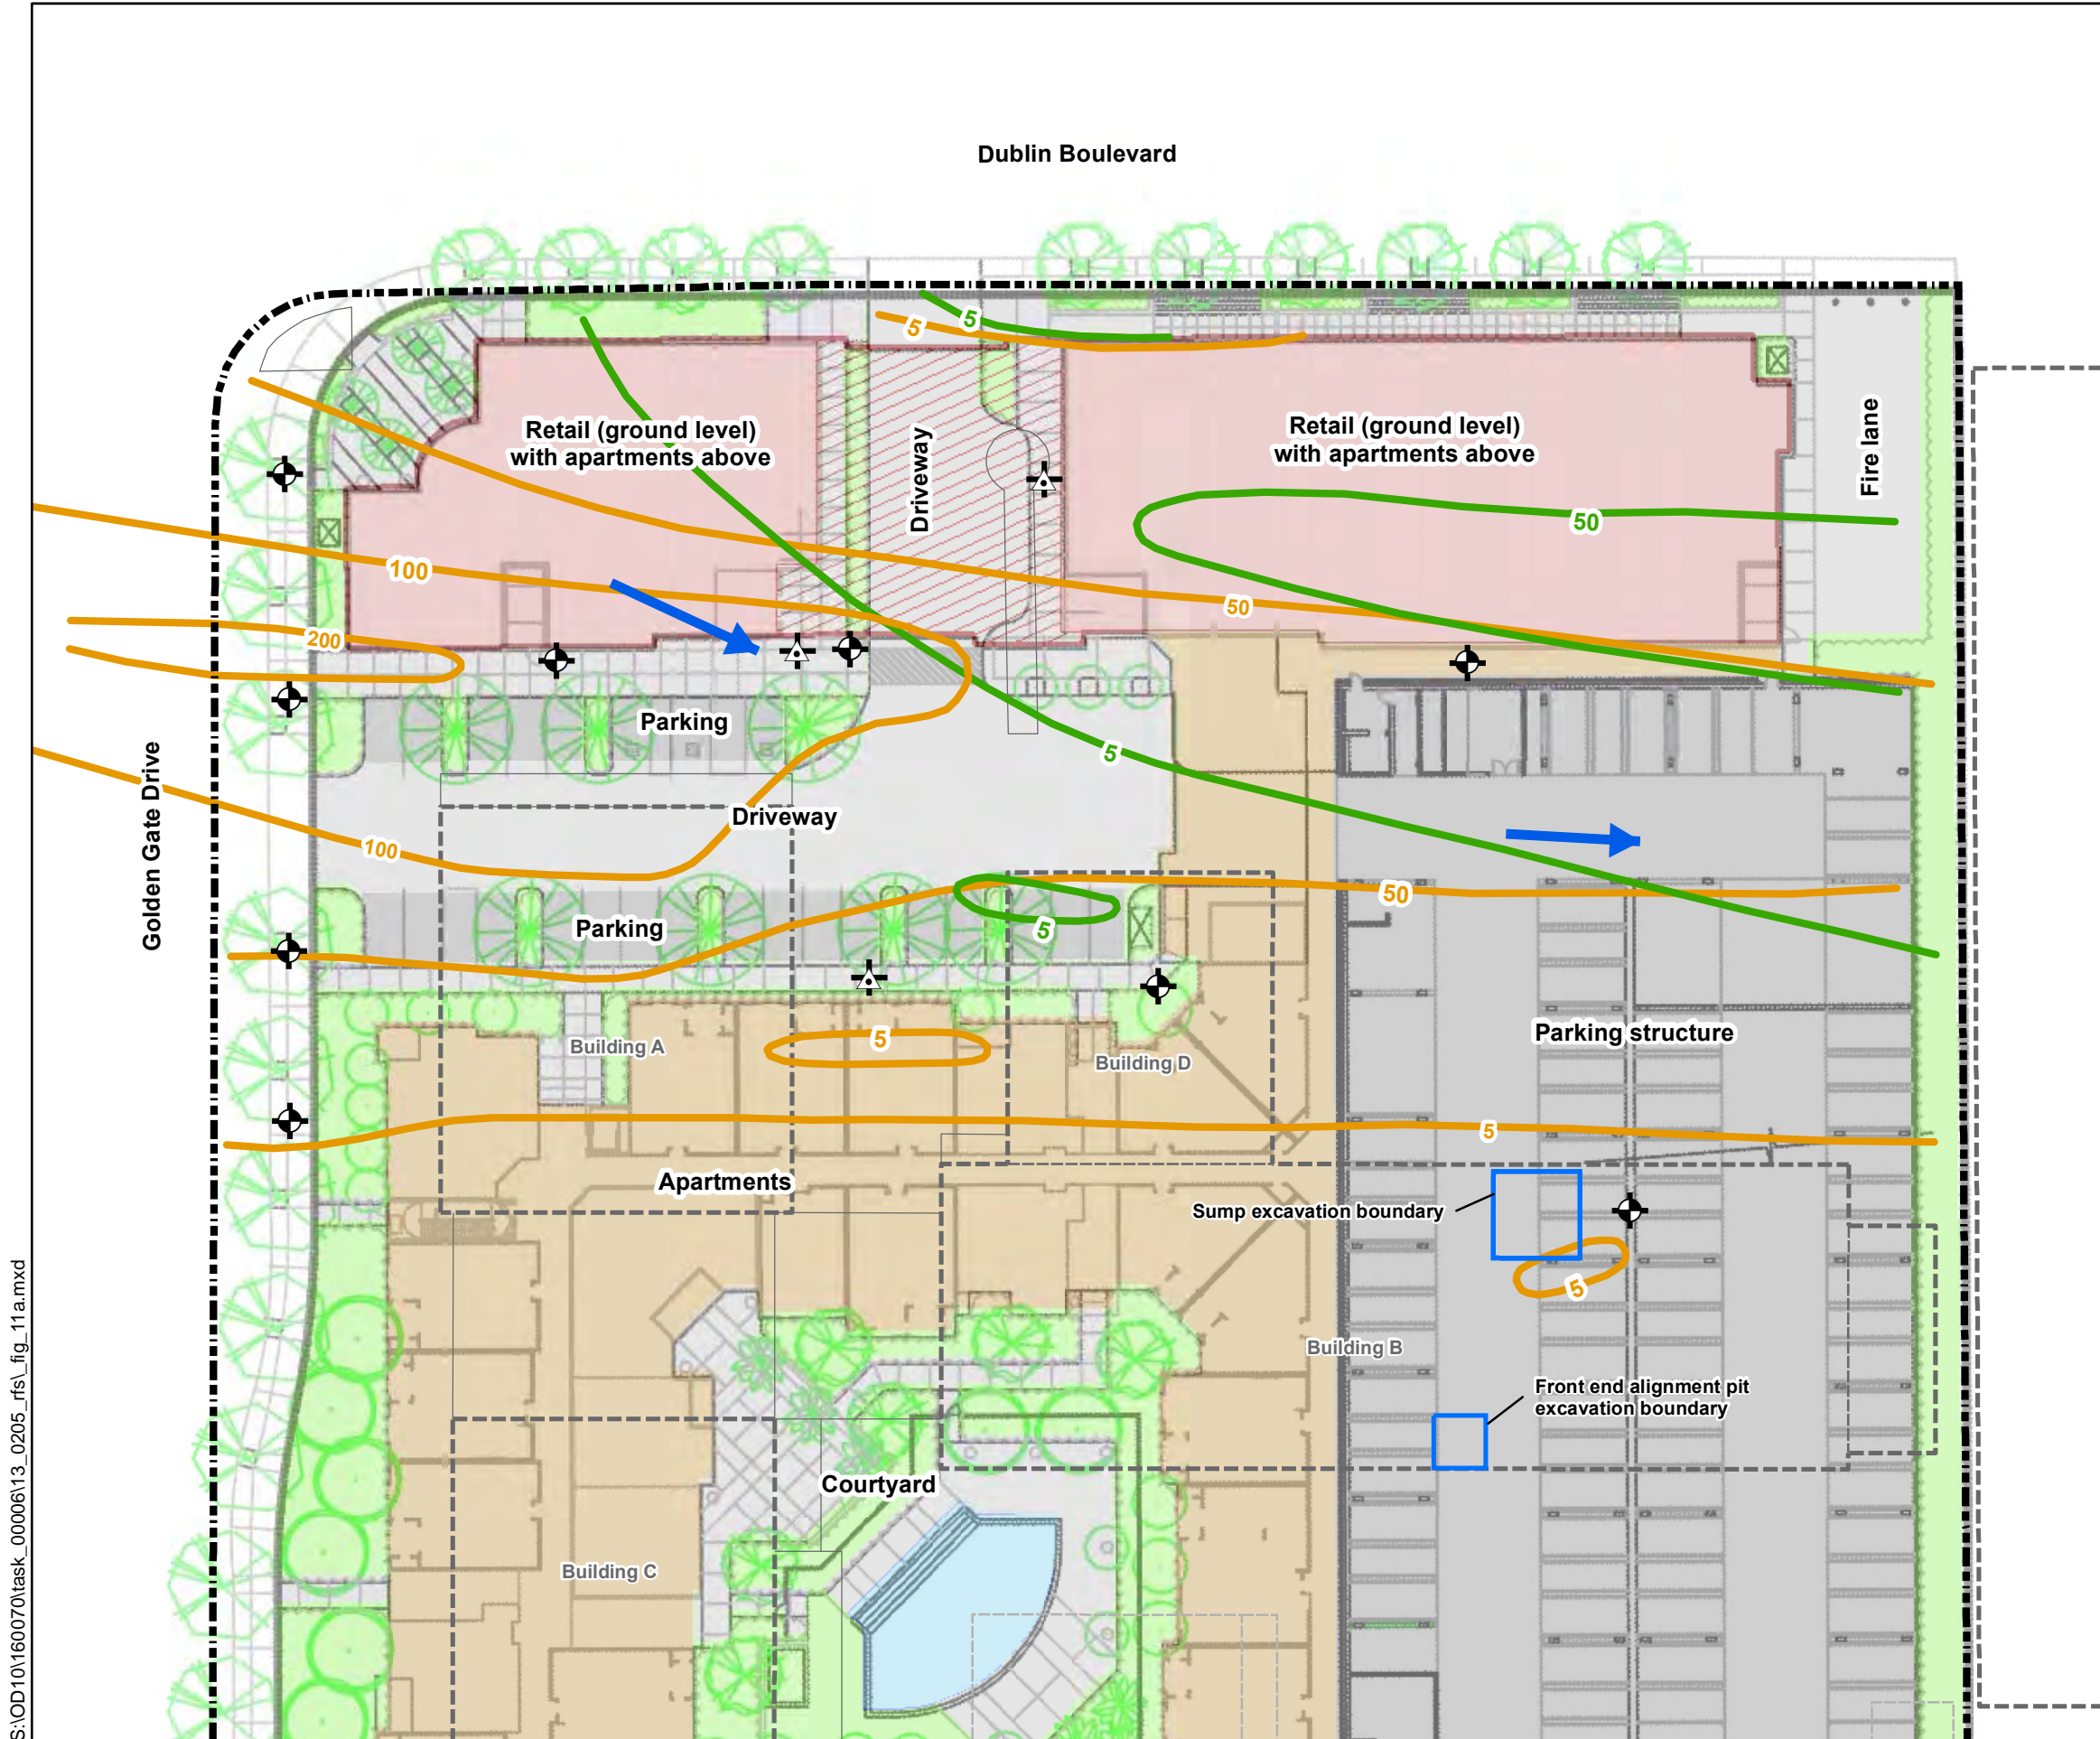 Dublin Boulevard
5
5
Retail (ground level)
with apartments above
Driveway
Retail (ground level)
with apartments above
Fire lane
50
100
50
200
Parking
5
Golden Gate Drive
Driveway
100
50
Parking
5
Parking structure
5
Building A
Building D
5
Apartments
Sump excavation boundary
5
Building B
Front end alignment pit
excavation boundary
Courtyard
Building C
S:\OD10\160070\task_00006\13_0205_rfs\_fig_11a.mxd